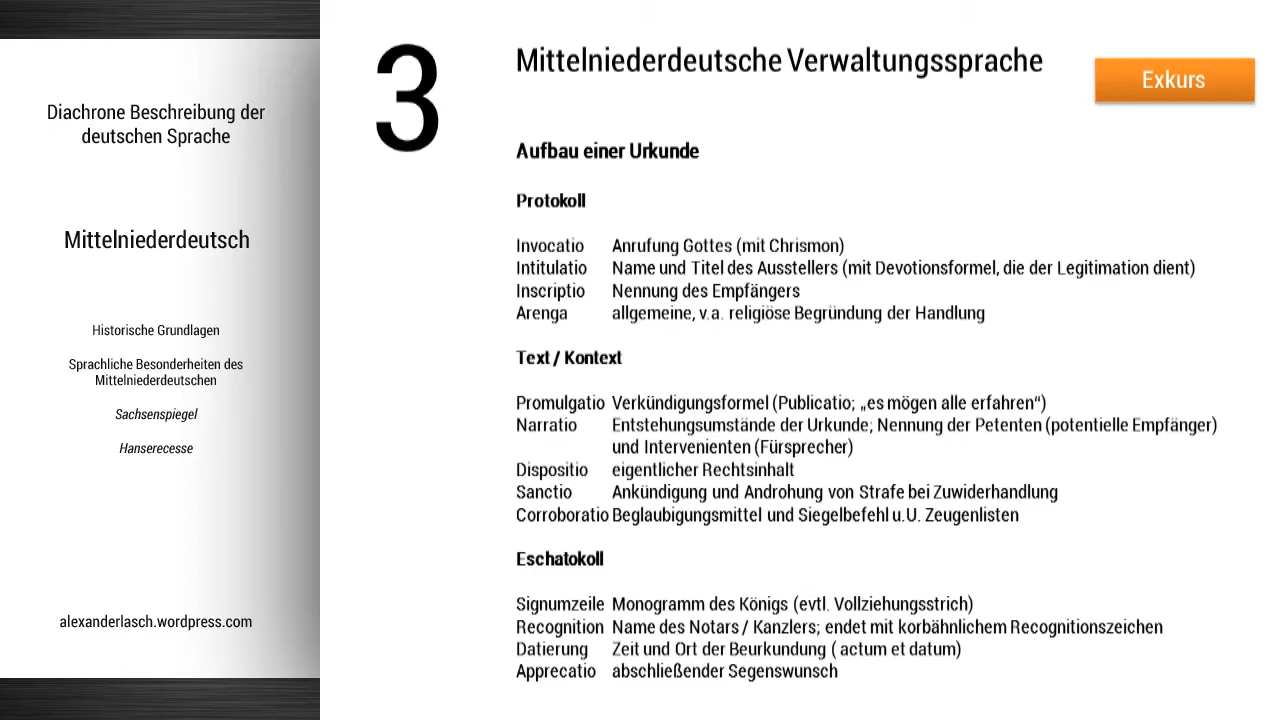 Diachrone Beschreibung der
deutschen Sprache
Mittelniederdeutsch
Historische Grundlagen
Sprachliche Besonderheiten des
Mittelniederdeutschen
Sachsenspiegel
Hanserecesse
alexanderlasch.wordpress.com
3
Mittelniederdeutsche Verwaltungssprache
Exkurs
Aufbau einer Urkunde
Protokoll
Invocatio Anrufung Gottes (mit Chrismon)
Intitulatio Name und Titel des Ausstellers (mit Devotionsformel, die der Legitimation dient)
Inscriptio Nennung des Empfängers
Arenga allgemeine, v.a. religiöse Begründung der Handlung
Text / Kontext
Promulgatio Verkündigungsformel (Publicatio; „es mögen alle erfahren“)
Narratio Entstehungsumstände der Urkunde; Nennung der Petenten (potentielle Empfänger)
und Intervenienten (Fürsprecher)
Dispositio eigentlicher Rechtsinhalt
Sanctio Ankündigung und Androhung von Strafe bei Zuwiderhandlung
Corroboratio Beglaubigungsmittel und Siegelbefehl u.U. Zeugenlisten
Eschatokoll
Signumzeile Monogramm des Königs (evtl. Vollziehungsstrich)
Recognition Name des Notars / Kanzlers; endet mit korbähnlichem Recognitionszeichen
Datierung Zeit und Ort der Beurkundung ( actum et datum)
Apprecatio abschließender Segenswunsch